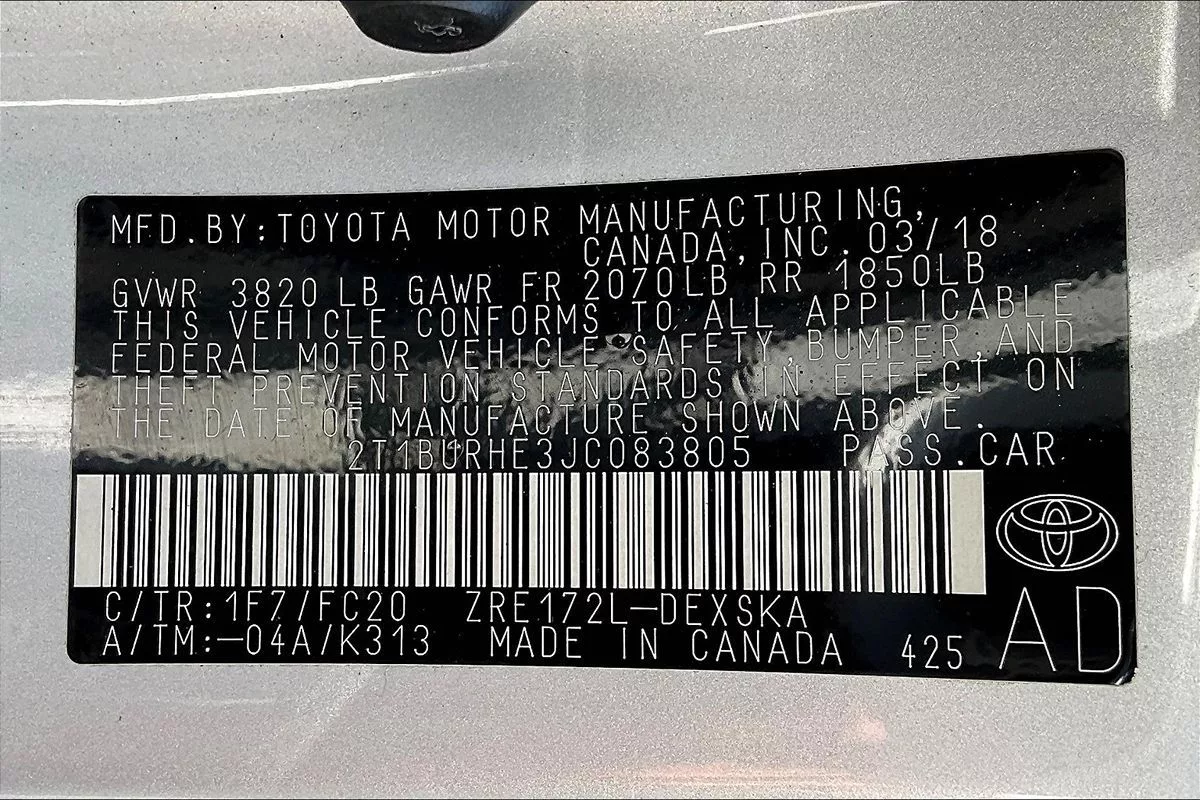 MFD.BY:TOYOTA MOTOR MANUFACTURING,
CANADA, INC. 03/18
GVWR 3820 LB GAWR FR 2070LB RR 1850LB
THIS VEHICLE CONFORMS TO ALL APPLICABLE
FEDERAL MOTOR VEHICLE SAFETY, BUMPER, AND
THEFT PREVENTION STANDARDS IN EFFECT ON
THE DATE OF MANUFACTURE SHOWN ABOVE.
2T1BURHE3JC083805 PASS.CAR
C/TR:1F7/FC20 ZRE172L-DEXSKA
A/TM:-04A/K313 MADE IN CANADA 425 AD